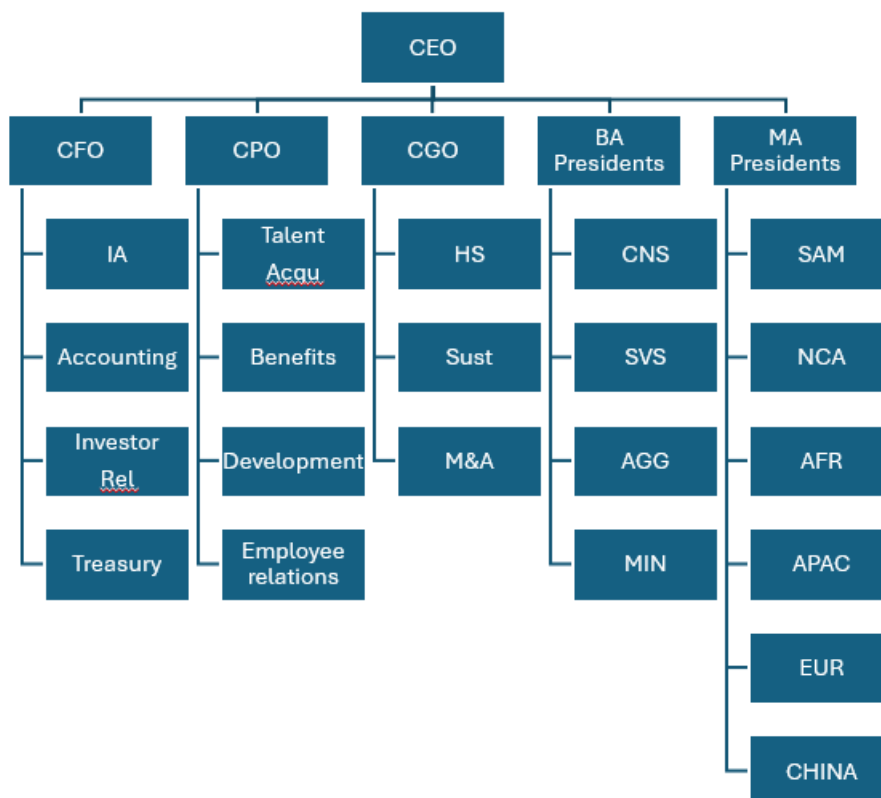 CEO
CFO
CPO
CGO
BA
Presidents
MA
Presidents
IA
Accounting
Investor
Rel
Treasury
Talent
Acqu
Benefits
Development
Employee
relations
HS
Sust
M&A
CNS
SVS
AGG
MIN
SAM
NCA
AFR
APAC
EUR
CHINA